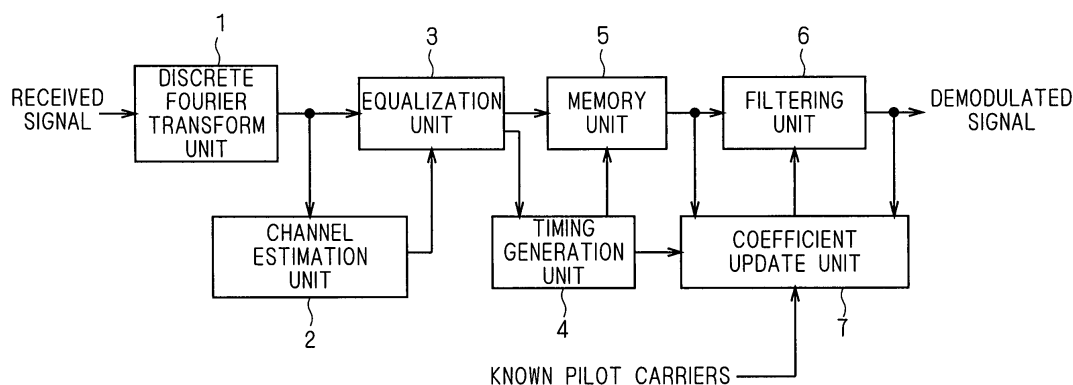 1
3
5
6
RECEIVED
SIGNAL
DISCRETE
FOURIER
TRANSFORM
UNIT
EQUALIZATION
UNIT
MEMORY
UNIT
FILTERING
UNIT
DEMODULATED
SIGNAL
CHANNEL
ESTIMATION
UNIT
TIMING
GENERATION
UNIT
COEFFICIENT
UPDATE UNIT
2
4
7
KNOWN PILOT CARRIERS